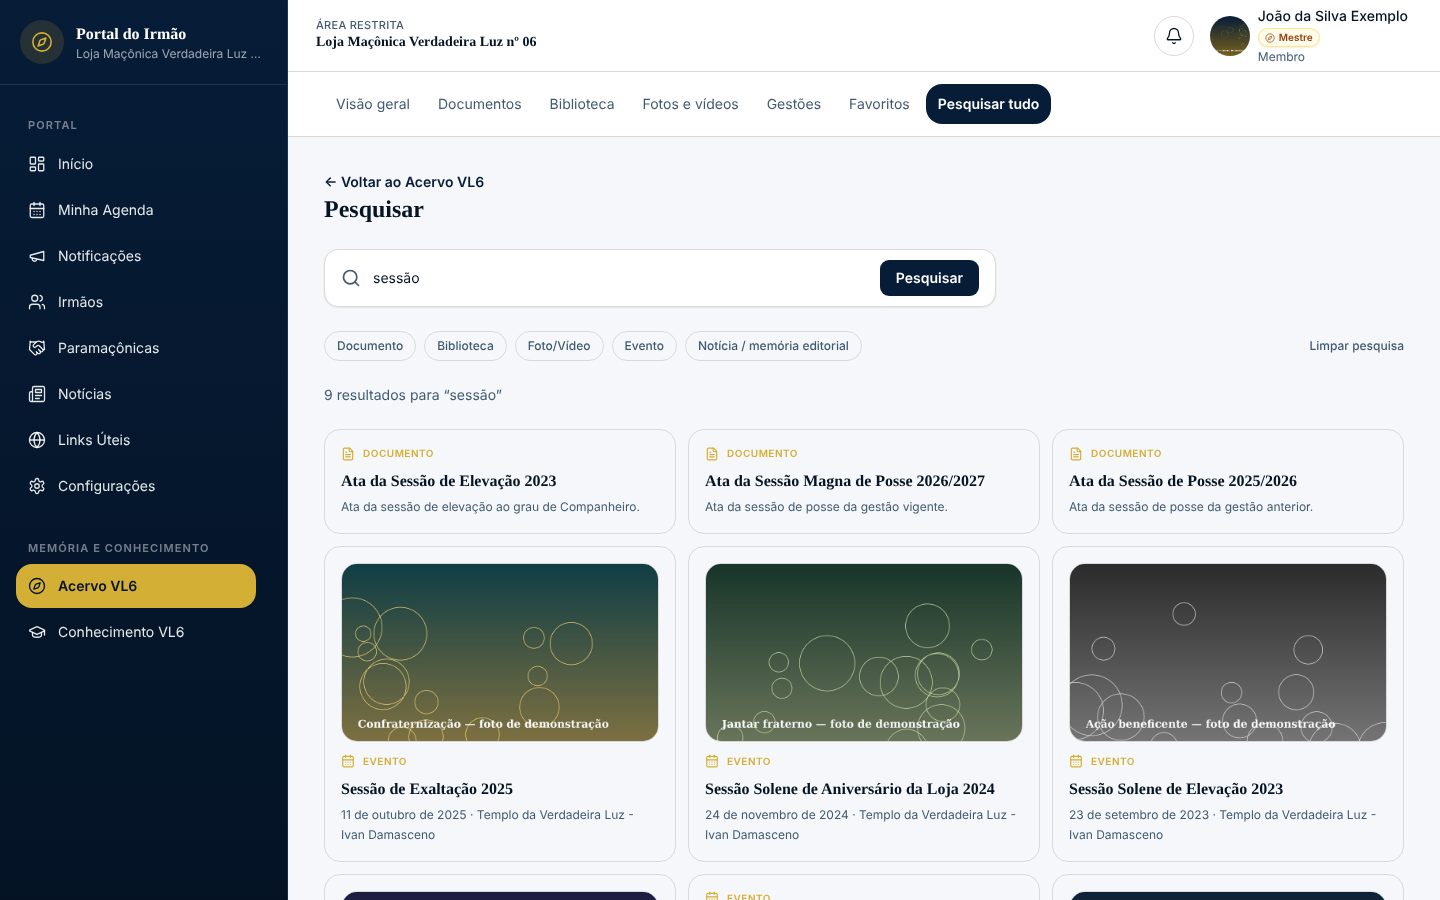 Portal do Irmão
Loja Maçônica Verdadeira Luz ...
PORTAL
Início
Minha Agenda
Notificações
Irmãos
Paramaçônicas
Notícias
Links Úteis
Configurações
MEMÓRIA E CONHECIMENTO
Acervo VL6
Conhecimento VL6
ÁREA RESTRITA
Loja Maçônica Verdadeira Luz nº 06
João da Silva Exemplo
Mestre
Membro
Visão geral
Documentos
Biblioteca
Fotos e vídeos
Gestões
Favoritos
Pesquisar tudo
← Voltar ao Acervo VL6
Pesquisar
sessão
Pesquisar
Documento
Biblioteca
Foto/Vídeo
Evento
Notícia / memória editorial
Limpar pesquisa
9 resultados para “sessão”
DOCUMENTO
Ata da Sessão de Elevação 2023
Ata da sessão de elevação ao grau de Companheiro.
DOCUMENTO
Ata da Sessão Magna de Posse 2026/2027
Ata da sessão de posse da gestão vigente.
DOCUMENTO
Ata da Sessão de Posse 2025/2026
Ata da sessão de posse da gestão anterior.
Confraternização — foto de demonstração
EVENTO
Sessão de Exaltação 2025
11 de outubro de 2025 · Templo da Verdadeira Luz -
Ivan Damasceno
Jantar fraterno — foto de demonstração
EVENTO
Sessão Solene de Aniversário da Loja 2024
24 de novembro de 2024 · Templo da Verdadeira Luz -
Ivan Damasceno
Ação beneficente — foto de demonstração
EVENTO
Sessão Solene de Elevação 2023
23 de setembro de 2023 · Templo da Verdadeira Luz -
Ivan Damasceno
EVENTO